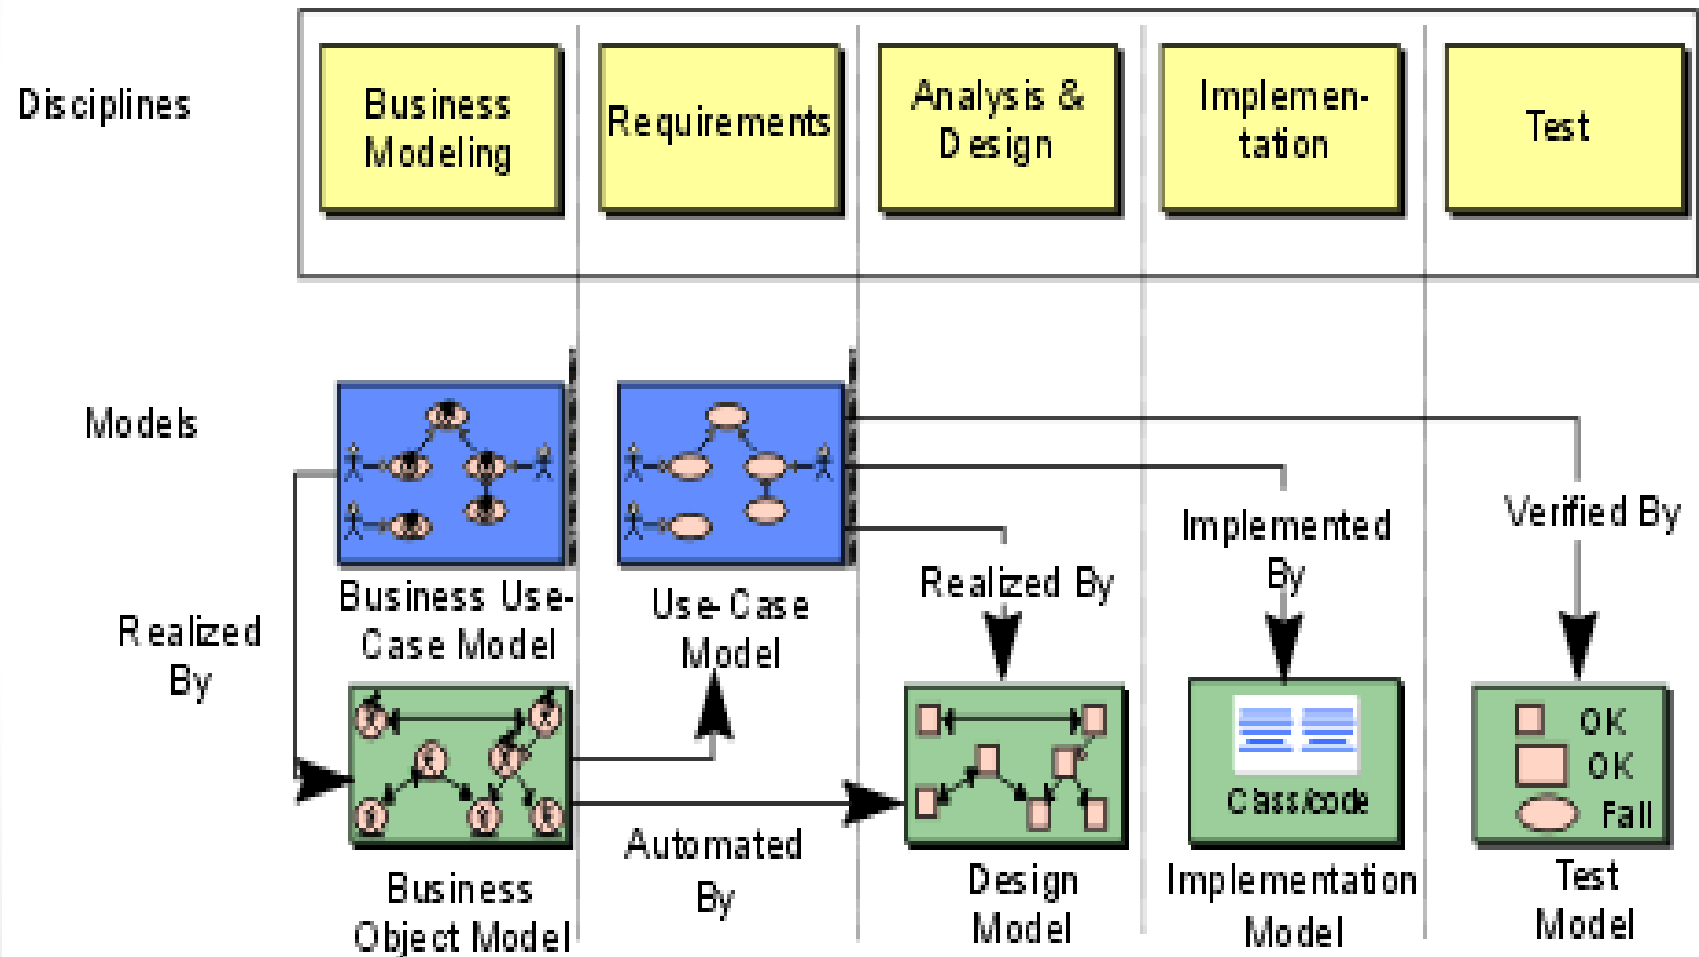 Disciplines
Business
Modeling
Requirements
Analysis &
Design
Implemen-
tation
Test
Models
Business Use-
Case Model
Use-Case
Model
Realized
By
Realized By
Implemented
By
Verified By
Class/code
OK
OK
Fail
Automated
By
Business
Object Model
Design
Model
Implementation
Model
Test
Model